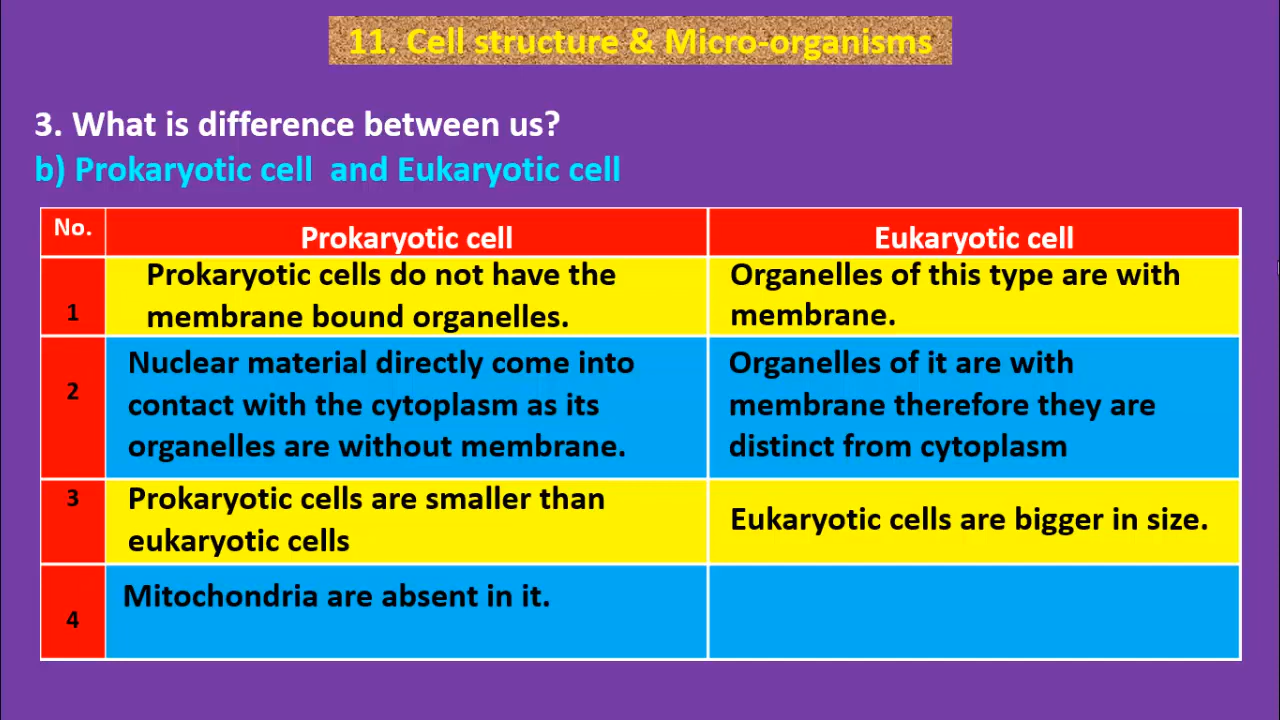 11. Cell structure & Micro-organisms
3. What is difference between us?
b) Prokaryotic cell and Eukaryotic cell
No.
Prokaryotic cell
Eukaryotic cell
1
Prokaryotic cells do not have the
membrane bound organelles.
Organelles of this type are with
membrane.
2
Nuclear material directly come into
contact with the cytoplasm as its
organelles are without membrane.
Organelles of it are with
membrane therefore they are
distinct from cytoplasm
3
Prokaryotic cells are smaller than
eukaryotic cells
Eukaryotic cells are bigger in size.
4
Mitochondria are absent in it.